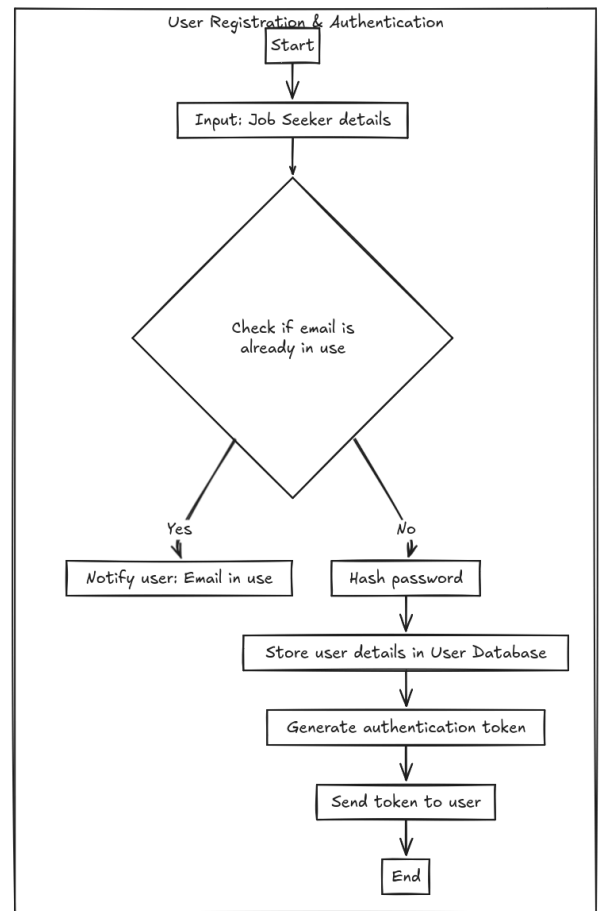 User Registration & Authentication
Start
Input: Job Seeker details
Check if email is
already in use
Yes
No
Notify user: Email in use
Hash password
Store user details in User Database
Generate authentication token
Send token to user
End